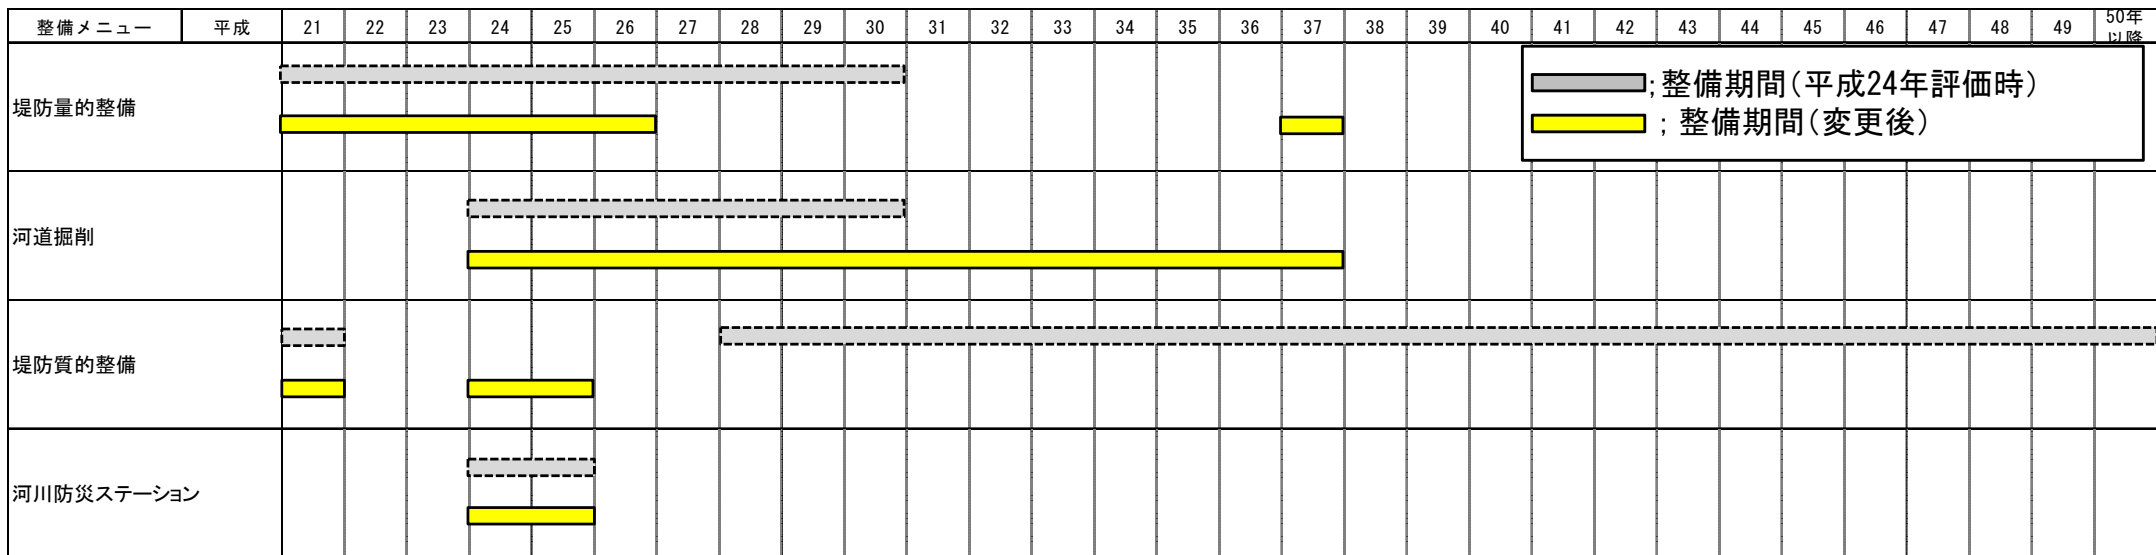 整備メニュー 平成 21 22 23 24 25 26 27 28 29 30 31 32 33 34 35 36 37 38 39 40 41 42 43 44 45 46 47 48 49 50年
以降
;整備期間(平成24年評価時)
;整備期間(変更後)
堤防量的整備
河道掘削
堤防質的整備
河川防災ステーション